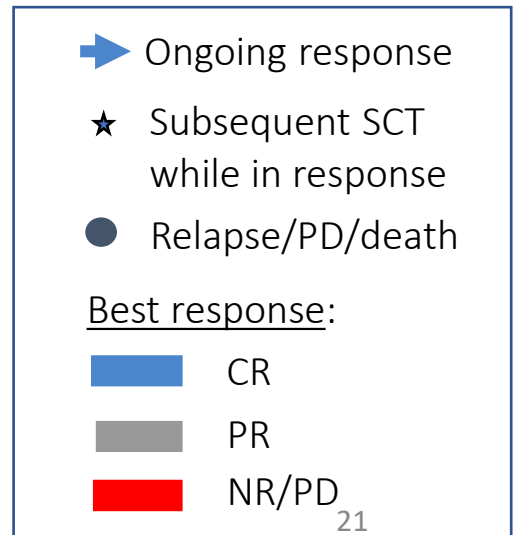 Ongoing response
Subsequent SCT
while in response
Relapse/PD/death
Best response:
CR
PR
NR/PD
21